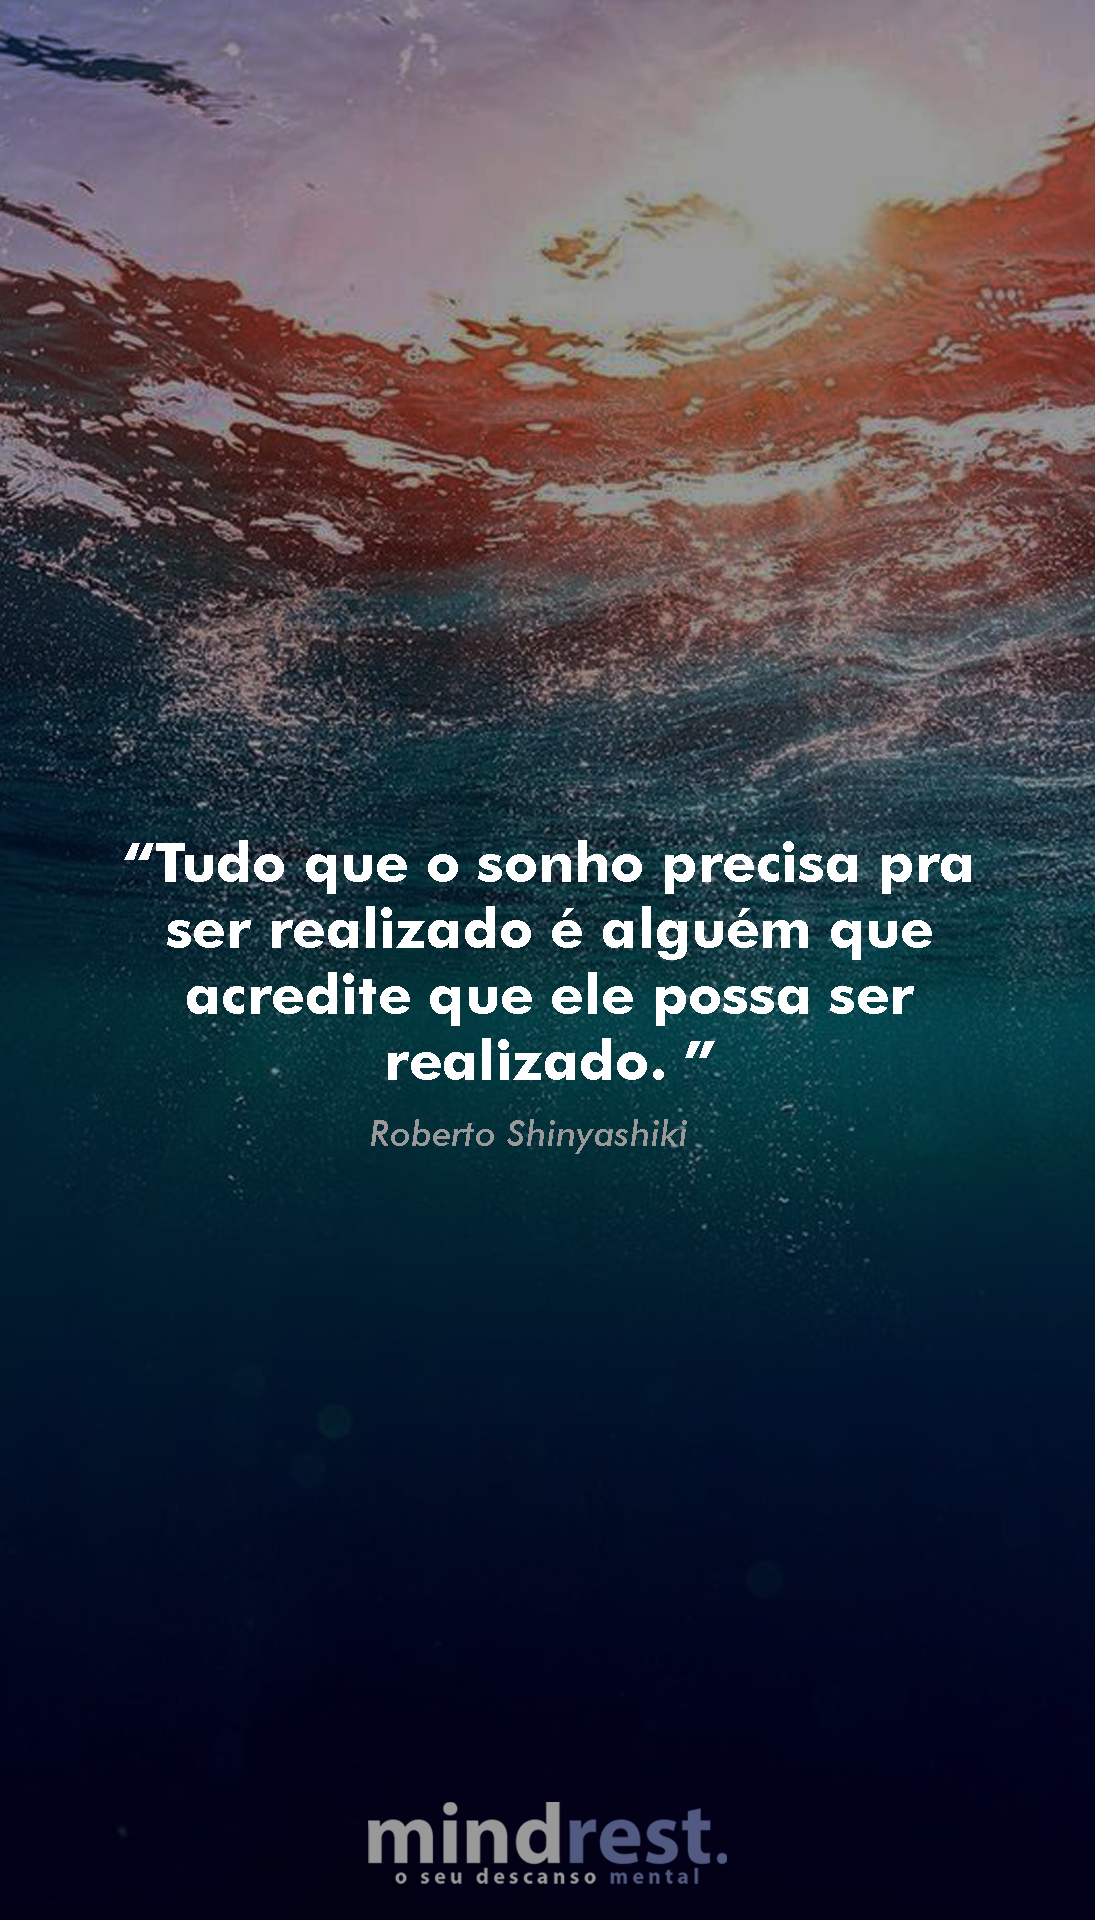 “Tudo que o sonho precisa pra
ser realizado é alguém que
acredite que ele possa ser
realizado. ”
Roberto Shinyashiki
mindrest.
o seu descanso mental